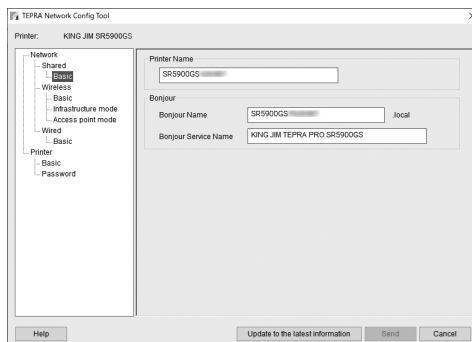 TEPRA Network Config Tool
Printer: KING JIM SR5900GS
Network
Shared
Basic
Wireless
Basic
Infrastructure mode
Access point mode
Wired
Basic
Printer
Basic
Password
Printer Name
SR5900GS
Bonjour
Bonjour Name SR5900GS .local
Bonjour Service Name KING JIM TEPRA PRO SR5900GS
Help Update to the latest information Send Cancel